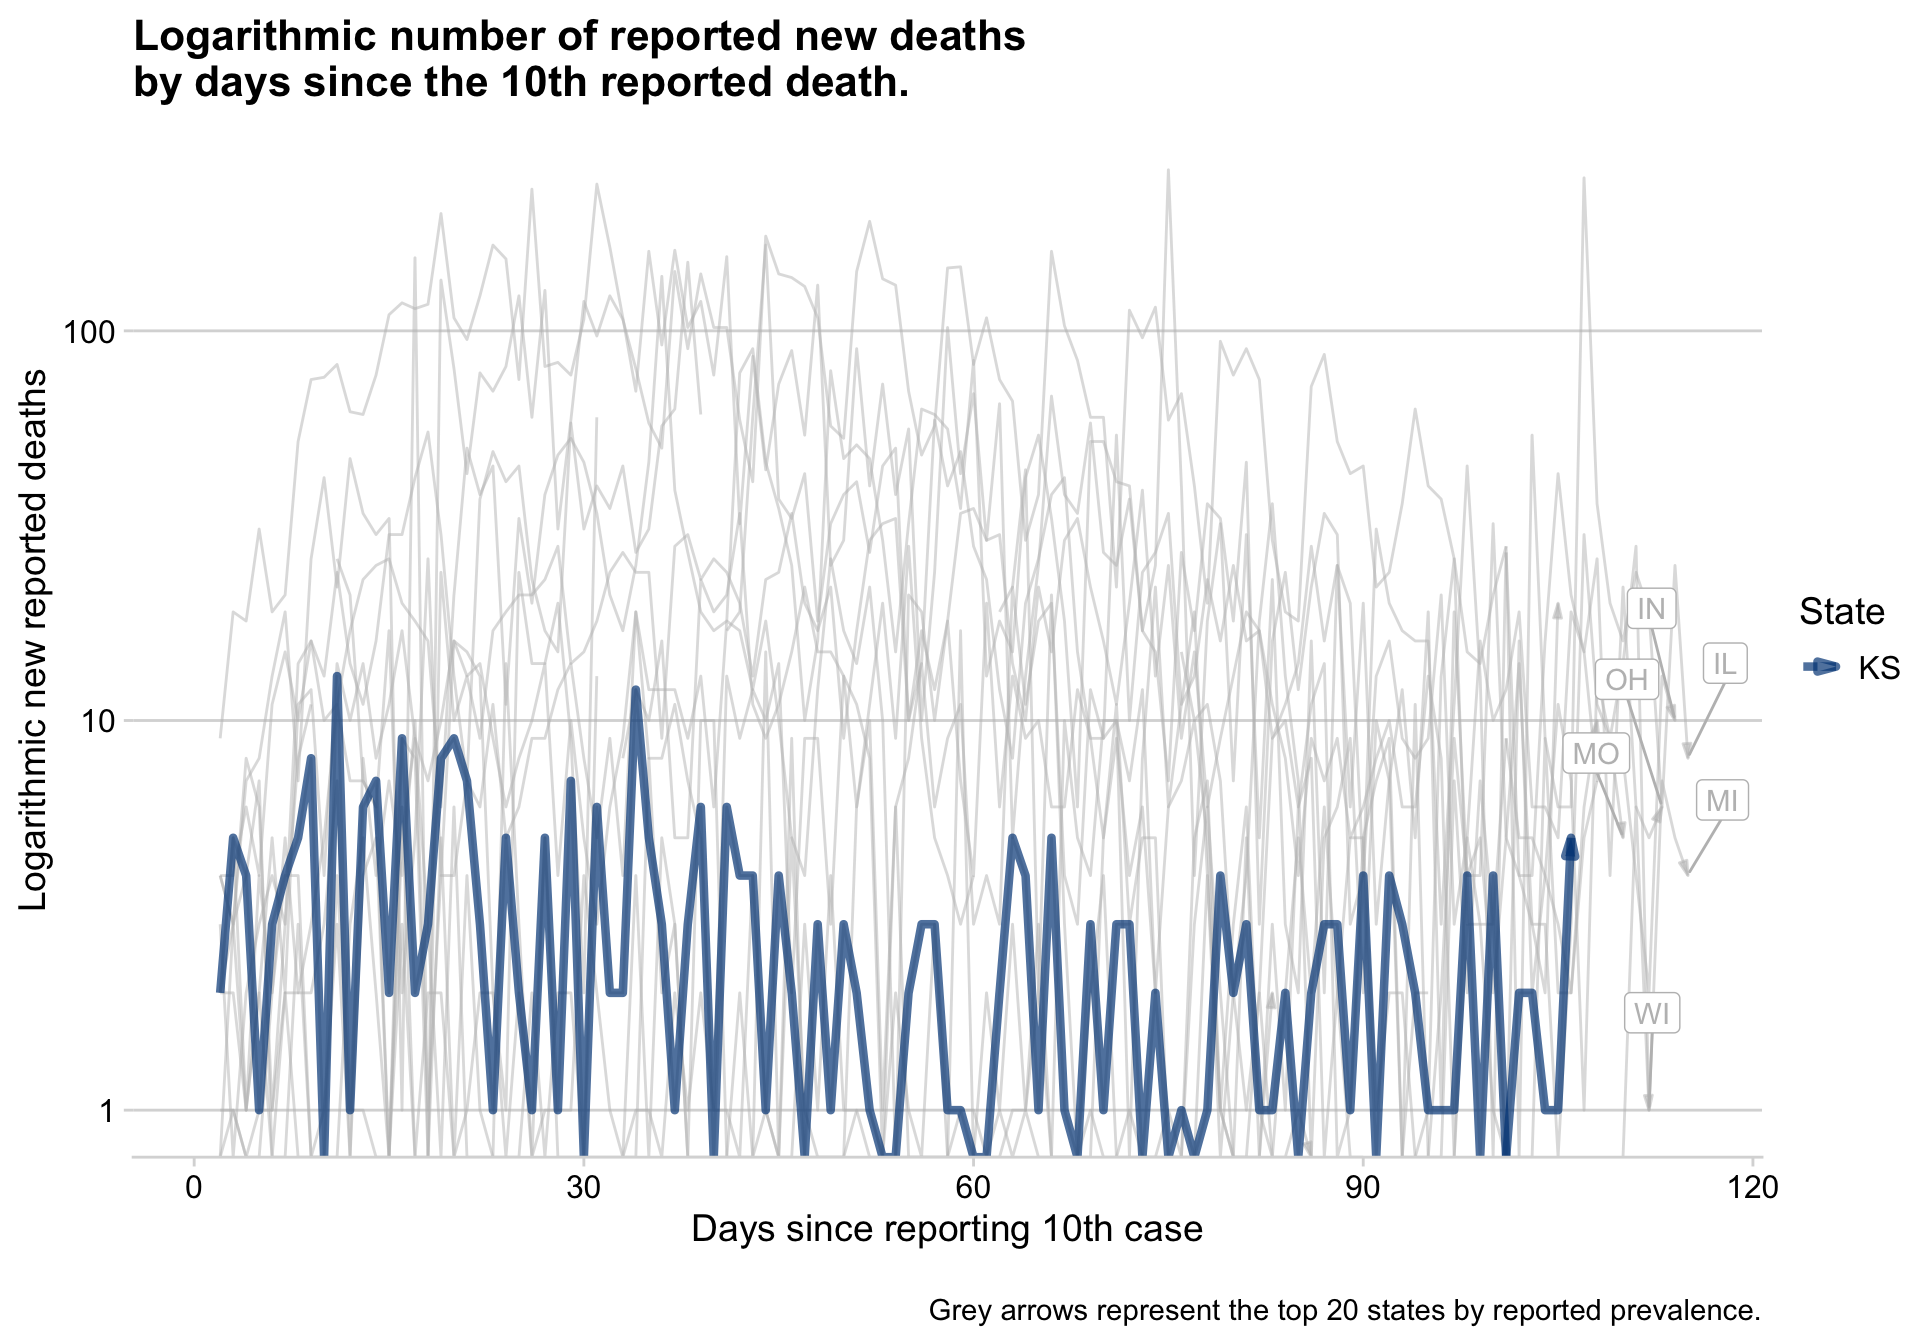 Logarithmic number of reported new deaths
by days since the 10th reported death.
Logarithmic new reported deaths
100
10
1
IN
IL
OH
MO
MI
WI
State
KS
0
30
60
90
120
Days since reporting 10th case
Grey arrows represent the top 20 states by reported prevalence.